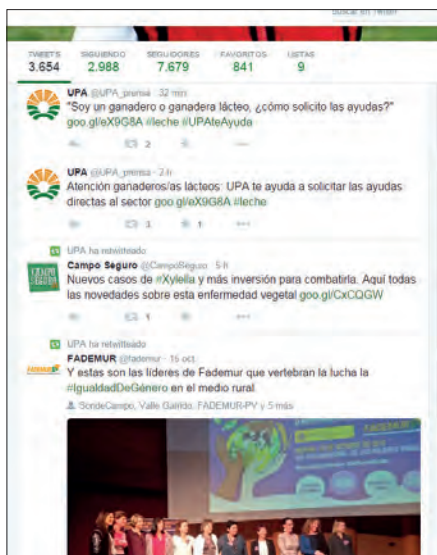 Buscar en Twitter
TWEETS SIGUIENDO SEGUIDORES FAVORITOS LISTAS
3.654 2.988 7.679 841 9
UPA @UPA_prensa · 32 min
"Soy un ganadero o ganadera lácteo, ¿cómo solicito las ayudas?"
goo.gl/eX9G8A #leche #UPAteAyuda
2
UPA @UPA_prensa · 2 h
Atención ganaderos/as lácteos: UPA te ayuda a solicitar las ayudas
directas al sector goo.gl/eX9G8A #leche
3 1
UPA ha retwitteado
Campo Seguro @CampoSeguro · 5 h
Nuevos casos de #Xylella y más inversión para combatirla. Aquí todas
las novedades sobre esta enfermedad vegetal goo.gl/CxCQGW
1
UPA ha retwitteado
FADEMUR @fademur · 15 oct.
Y estas son las líderes de Fademur que vertebran la lucha la
#IgualdadDeGénero en el medio rural
SondeCampo, Valle Garrido, FADEMUR-PV y 5 más